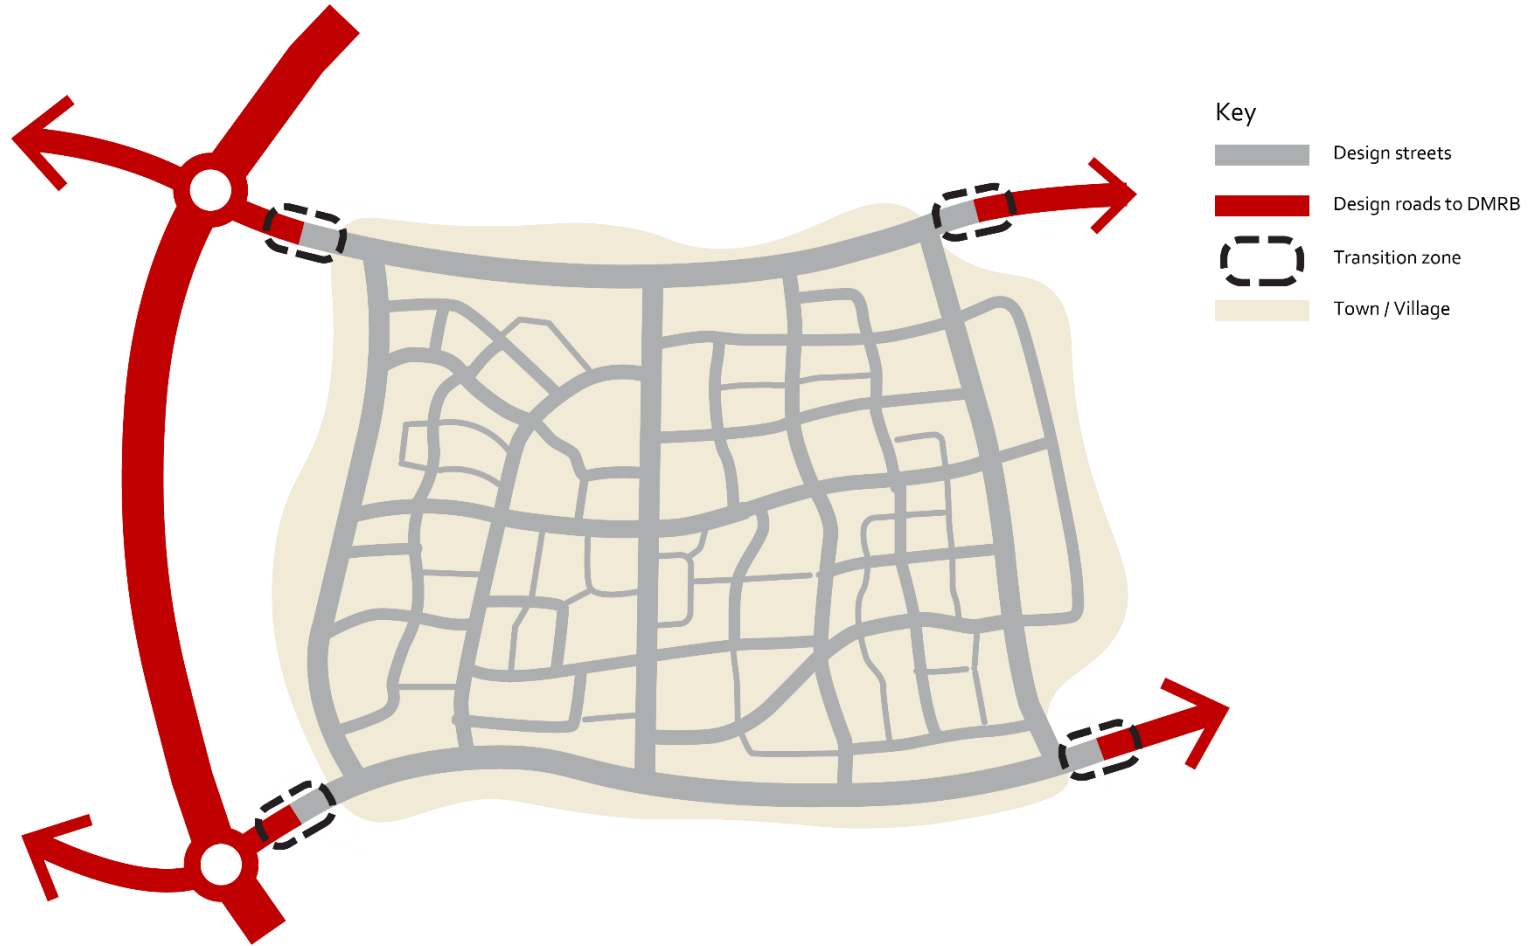 Key
Design streets
Design roads to DMRB
Transition zone
Town / Village